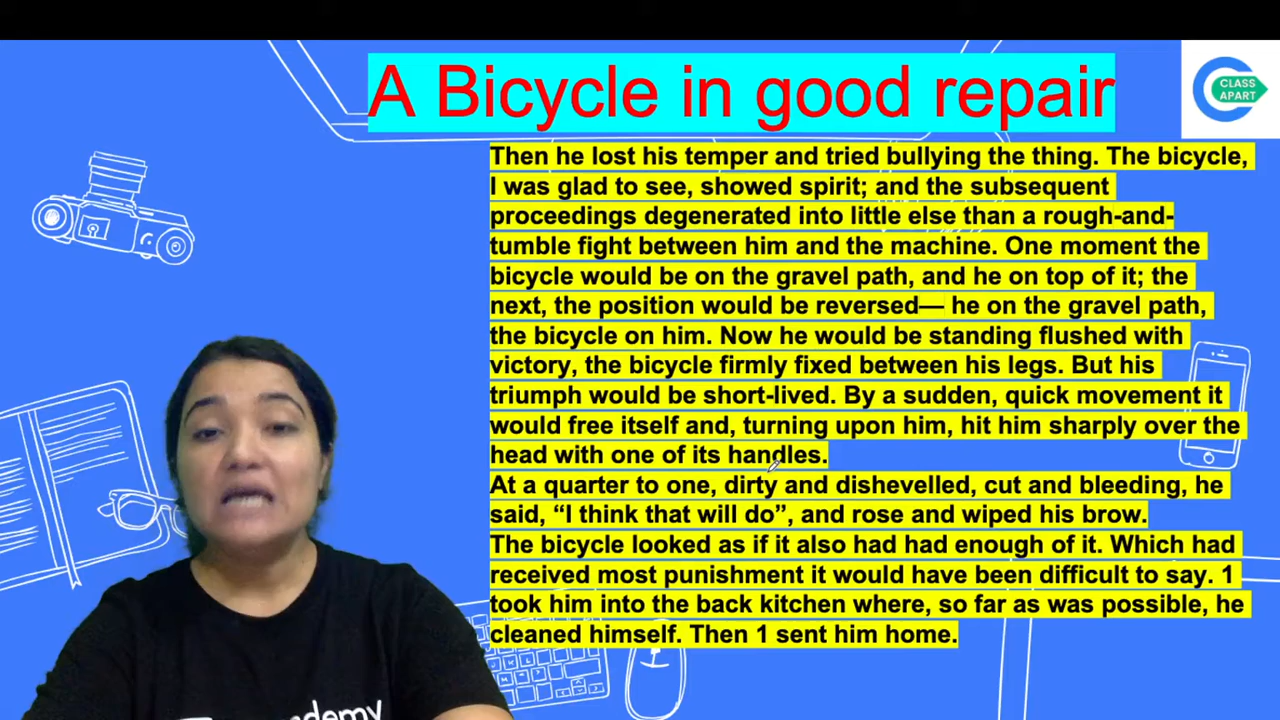 A Bicycle in good repair
CLASS
APART
Then he lost his temper and tried bullying the thing. The bicycle,
I was glad to see, showed spirit; and the subsequent
proceedings degenerated into little else than a rough-and-
tumble fight between him and the machine. One moment the
bicycle would be on the gravel path, and he on top of it; the
next, the position would be reversed— he on the gravel path,
the bicycle on him. Now he would be standing flushed with
victory, the bicycle firmly fixed between his legs. But his
triumph would be short-lived. By a sudden, quick movement it
would free itself and, turning upon him, hit him sharply over the
head with one of its handles.
At a quarter to one, dirty and dishevelled, cut and bleeding, he
said, “I think that will do”, and rose and wiped his brow.
The bicycle looked as if it also had had enough of it. Which had
received most punishment it would have been difficult to say. 1
took him into the back kitchen where, so far as was possible, he
cleaned himself. Then 1 sent him home.